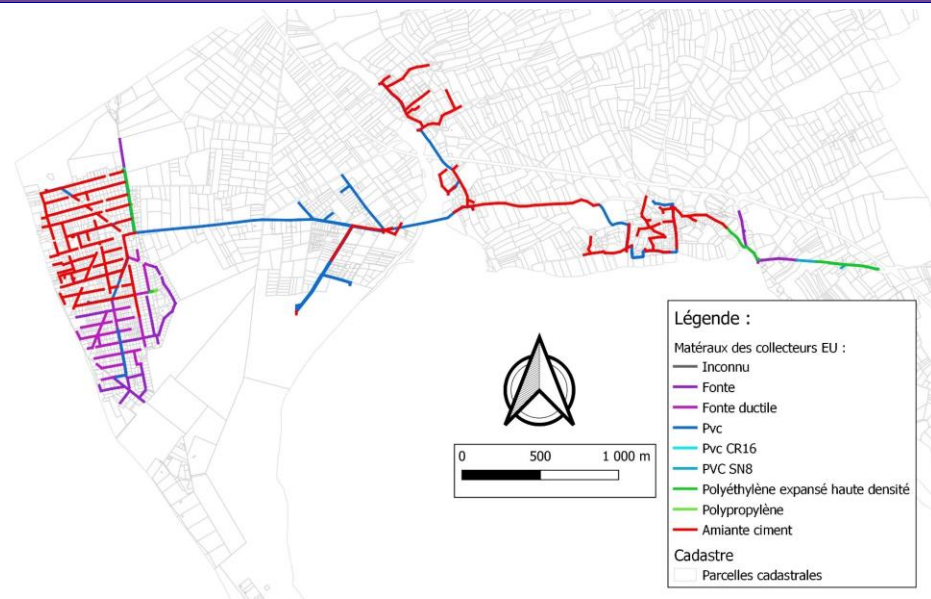 Légende :
Matéraux des collecteurs EU :
Inconnu
Fonte
Fonte ductile
Pvc
Pvc CR16
PVC SN8
Polyéthylène expansé haute densité
Polypropylène
Amiante ciment
Cadastre
Parcelles cadastrales
0 500 1 000 m